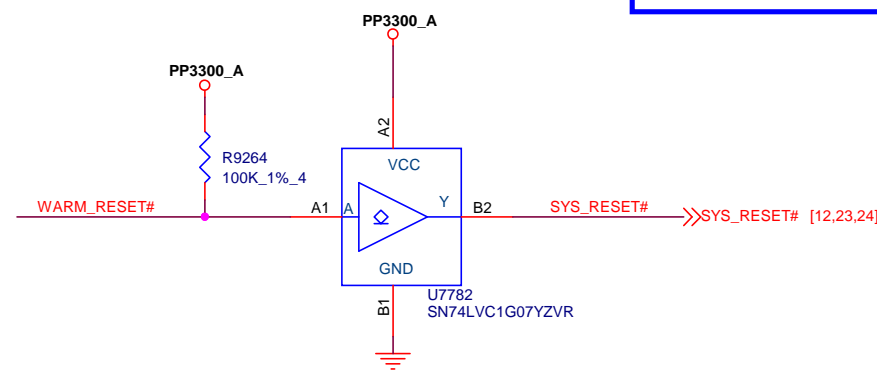 PP3300_A
PP3300_A
A2
R9264
100K_1%_4
VCC
WARM_RESET#
A1
A
Y
B2
SYS_RESET#
SYS_RESET# [12,23,24]
GND
B1
U7782
SN74LVC1G07YZVR